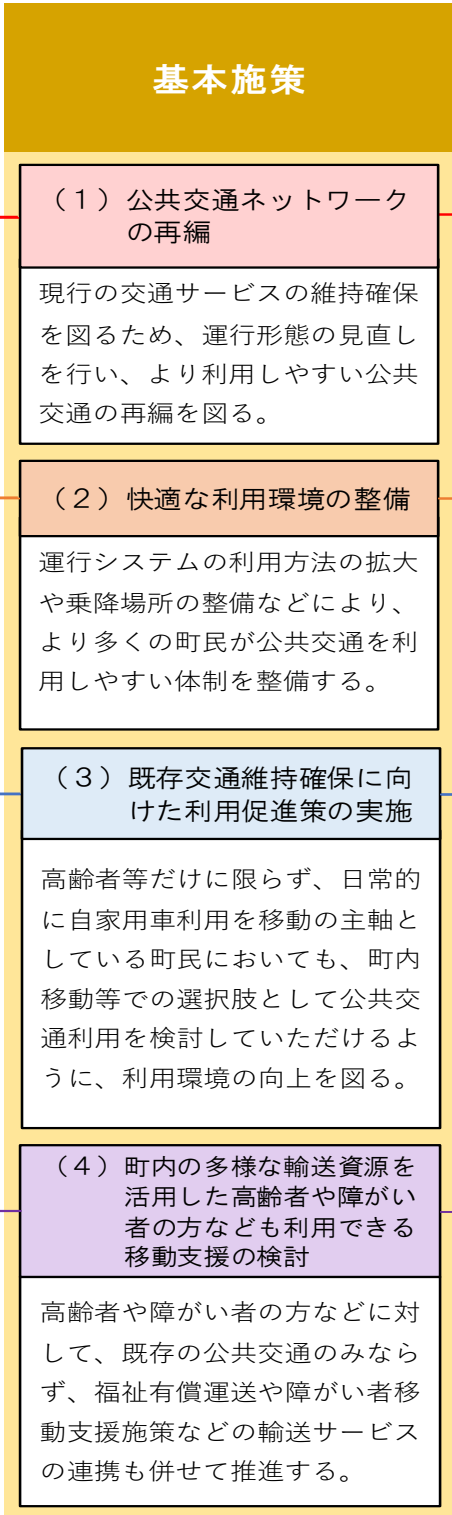 基本施策
（１）公共交通ネットワーク
の再編
現行の交通サービスの維持確保
を図るため、運行形態の見直し
を行い、より利用しやすい公共
交通の再編を図る。
（２）快適な利用環境の整備
運行システムの利用方法の拡大
や乗降場所の整備などにより、
より多くの町民が公共交通を利
用しやすい体制を整備する。
（３）既存交通維持確保に向
けた利用促進策の実施
高齢者等だけに限らず、日常的
に自家用車利用を移動の主軸と
している町民においても、町内
移動等での選択肢として公共交
通利用を検討していただけるよ
うに、利用環境の向上を図る。
（４）町内の多様な輸送資源を
活用した高齢者や障がい
者の方なども利用できる
移動支援の検討
高齢者や障がい者の方などに対
して、既存の公共交通のみなら
ず、福祉有償運送や障がい者移
動支援施策などの輸送サービス
の連携も併せて推進する。